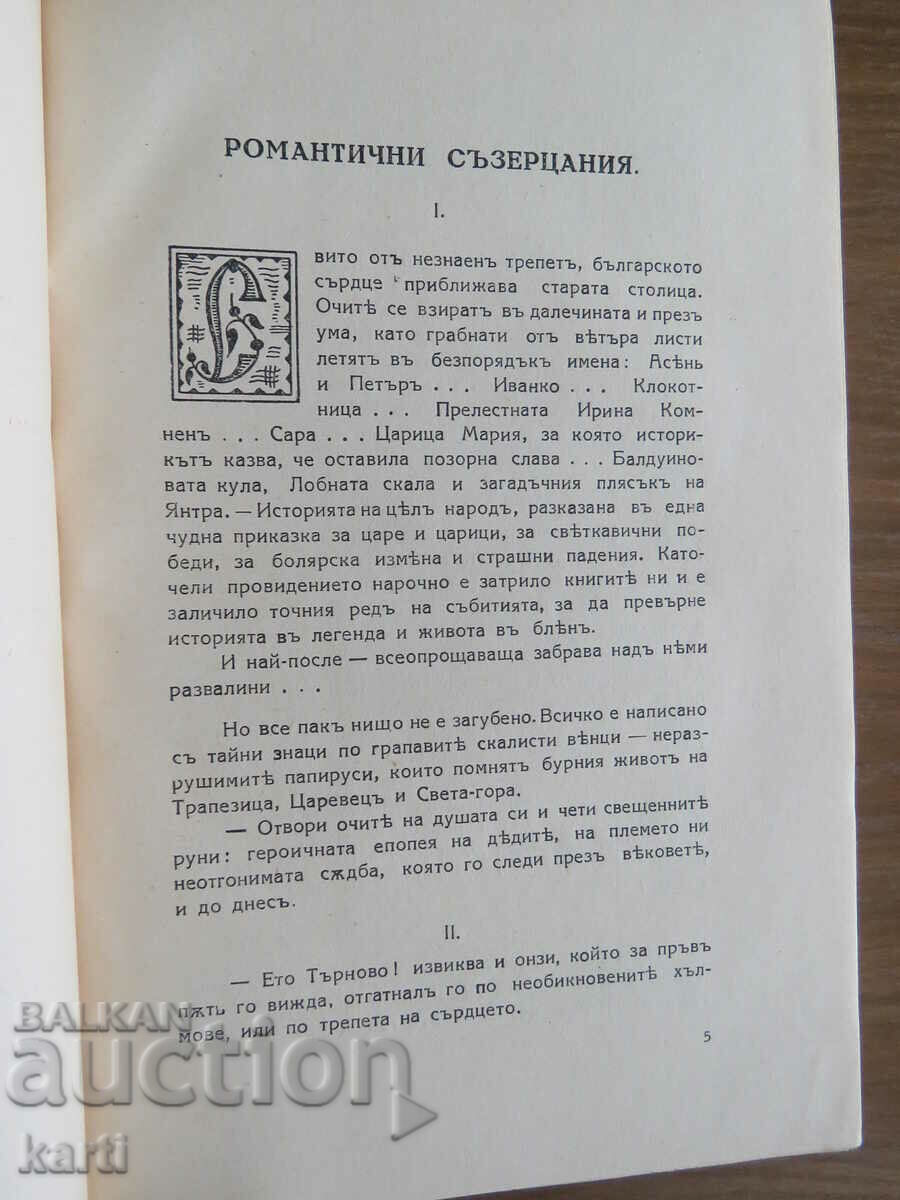 РОМАНТИЧНИ СЪЗЕРЦАНИЯ.
I.
Свито отъ незнаенъ трепетъ, българското
сърдце приближава старата столица.
Очитѣ се взиратъ въ далечината и презъ
ума, като грабнати отъ вѣтъра листи
летятъ въ безпорядъкъ имена: Асѣнь
и Петъръ . . . Иванко . . . Клокот-
ница . . . Прелестната Ирина Ком-
ненъ . . . Сара . . . Царица Мария, за която истори-
кътъ казва, че оставила позорна слава . . . Балдуино-
вата кула, Лобната скала и загадъчния плясъкъ на
Янтра. — Историята на цѣлъ народъ, разказана въ една
чудна приказка за царе и царици, за свѣткавични по-
беди, за болярска измѣна и страшни падения. Като-
чели провидението нарочно е затрило книгитѣ ни и е
заличило точния редъ на събитията, за да превърне
историята въ легенда и живота въ блѣнъ.
И най-после — всеопрощаваща забрава надъ нѣми
развалини . . .
Но все пакъ нищо не е загубено. Всичко е написано
съ тайни знаци по грапавитѣ скалисти вѣнци — нераз-
рушимитѣ папируси, които помнятъ бурния животъ на
Трапезица, Царевецъ и Света-гора.
— Отвори очитѣ на душата си и чети свещеннитѣ
руни: героичната епопея на дѣдитѣ, на племето ни
неотгонимата сѫдба, която го следи презъ вѣковетѣ,
и до днесъ.
II.
— Ето Търново! извиква и онзи, който за пръвъ
пѫть го вижда, отгатналъ го по необикновенитѣ хъл-
мове, или по трепета на сърдцето.
5
BALKAN
auction
karti